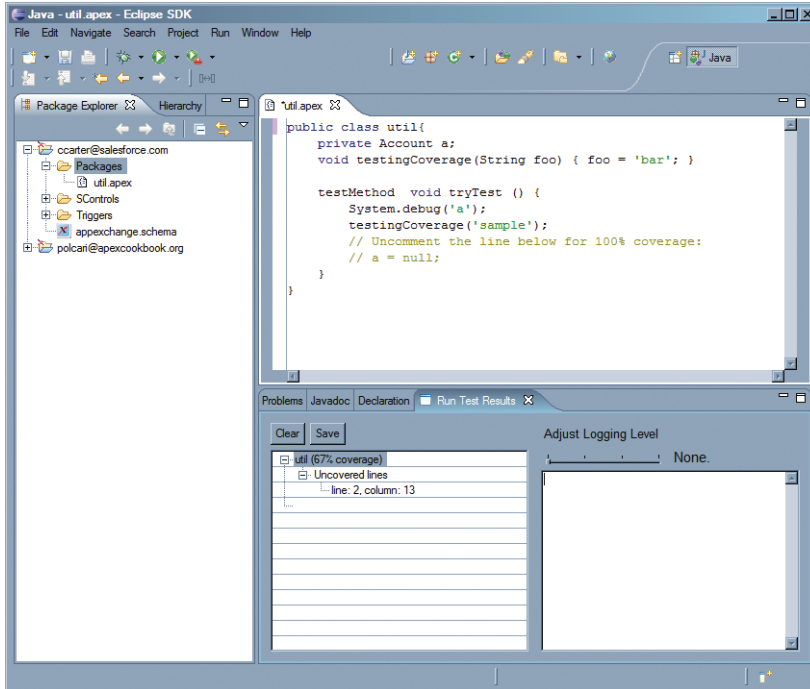 Java - util.apex - Eclipse SDK
File Edit Navigate Search Project Run Window Help
Java
Package Explorer Hierarchy
ccarter@salesforce.com
Packages
util.apex
SControls
Triggers
appexchange.schema
polcari@apexcookbook.org
*util.apex
public class util{
private Account a;
void testingCoverage(String foo) { foo = 'bar'; }
testMethod void tryTest () {
System.debug('a');
testingCoverage('sample');
// Uncomment the line below for 100% coverage:
// a = null;
}
}
Problems Javadoc Declaration Run Test Results
Clear Save
util (67% coverage)
Uncovered lines
line: 2, column: 13
Adjust Logging Level
None.